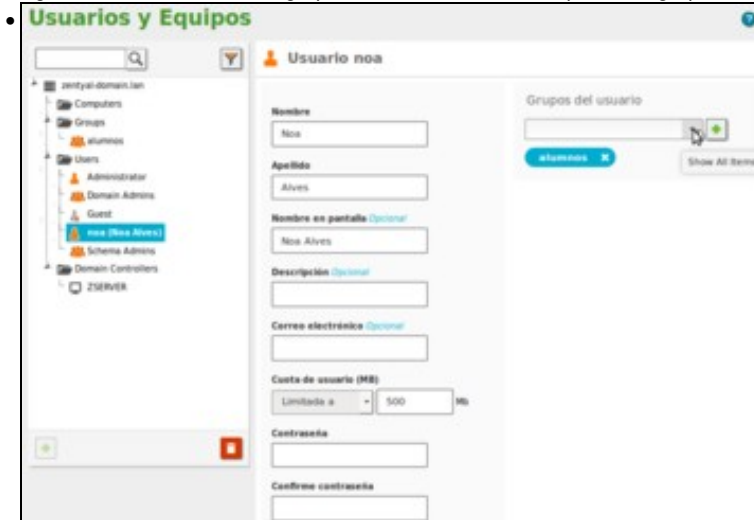 Usuarios y Equipos
zentyal-domain.lan
Computers
Groups
alumnos
Users
Administrator
Domain Admins
Guest
noa (Noa Alves)
Schema Admins
Domain Controllers
ZSERVER
Usuario noa
Nombre
Noa
Apellido
Alves
Nombre en pantalla Opcional
Noa Alves
Descripción Opcional
Correo electrónico Opcional
Cuota de usuario (MB)
Limitada a 500 Mb
Contraseña
Confirme contraseña
Grupos del usuario
alumnos x
Show All Items